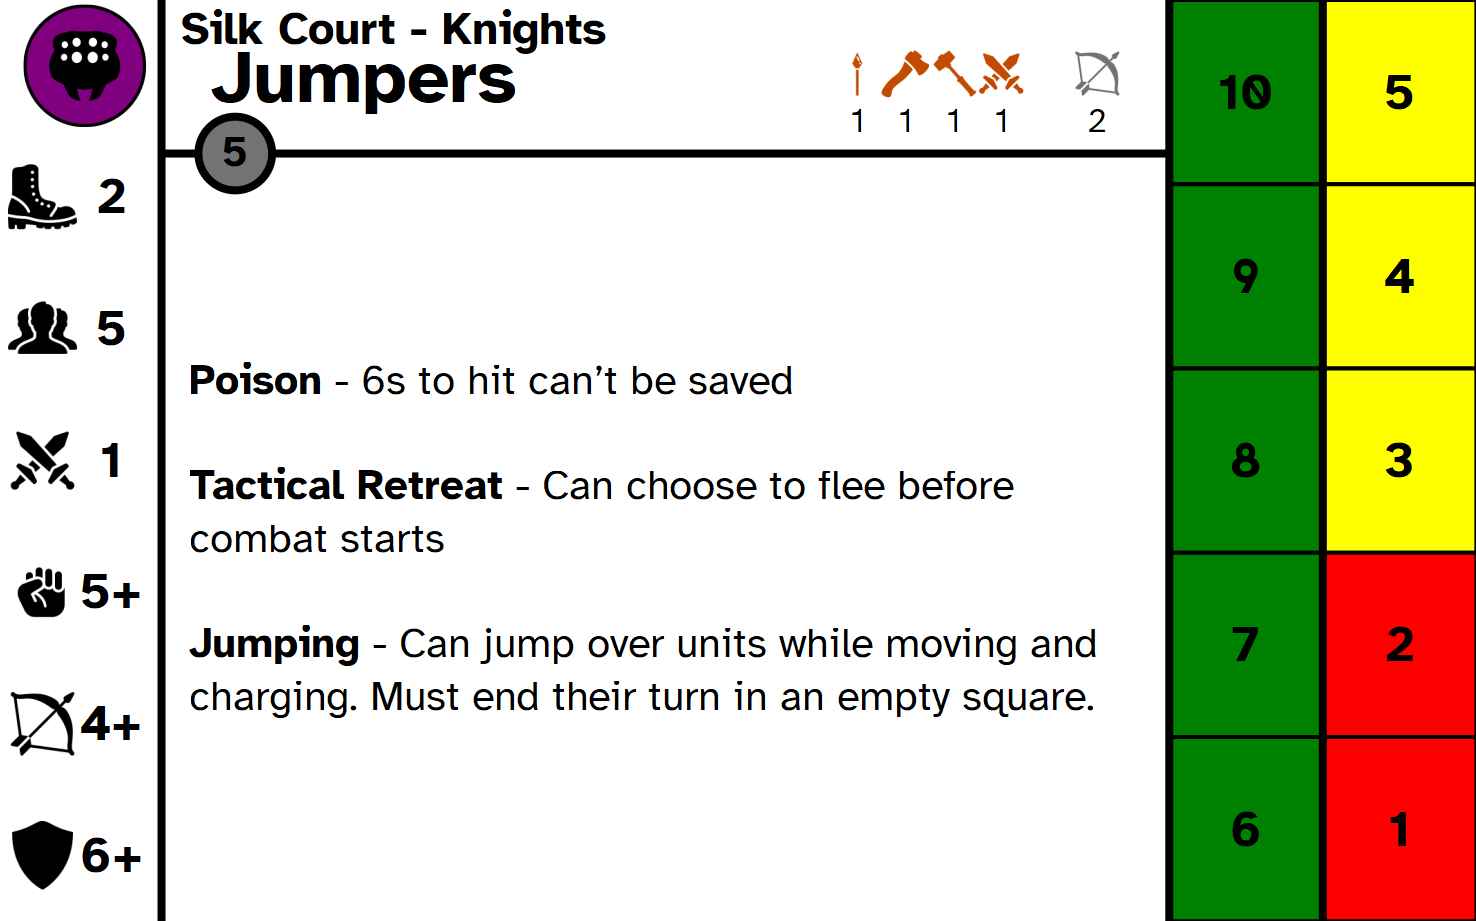 Silk Court - Knights
Jumpers
1 1 1 1 2
5
2
5
1
5+
4+
6+
Poison - 6s to hit can’t be saved
Tactical Retreat - Can choose to flee before
combat starts
Jumping - Can jump over units while moving and
charging. Must end their turn in an empty square.
10 5
9 4
8 3
7 2
6 1